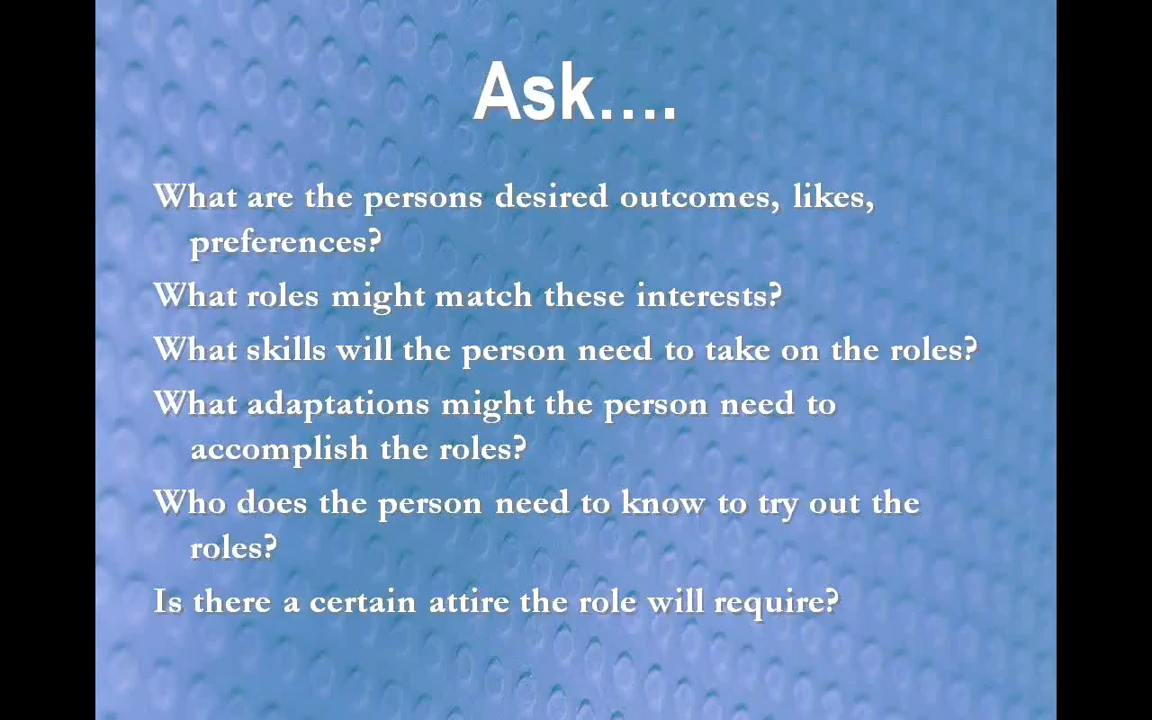 Ask....
What are the persons desired outcomes, likes,
preferences?
What roles might match these interests?
What skills will the person need to take on the roles?
What adaptations might the person need to
accomplish the roles?
Who does the person need to know to try out the
roles?
Is there a certain attire the role will require?